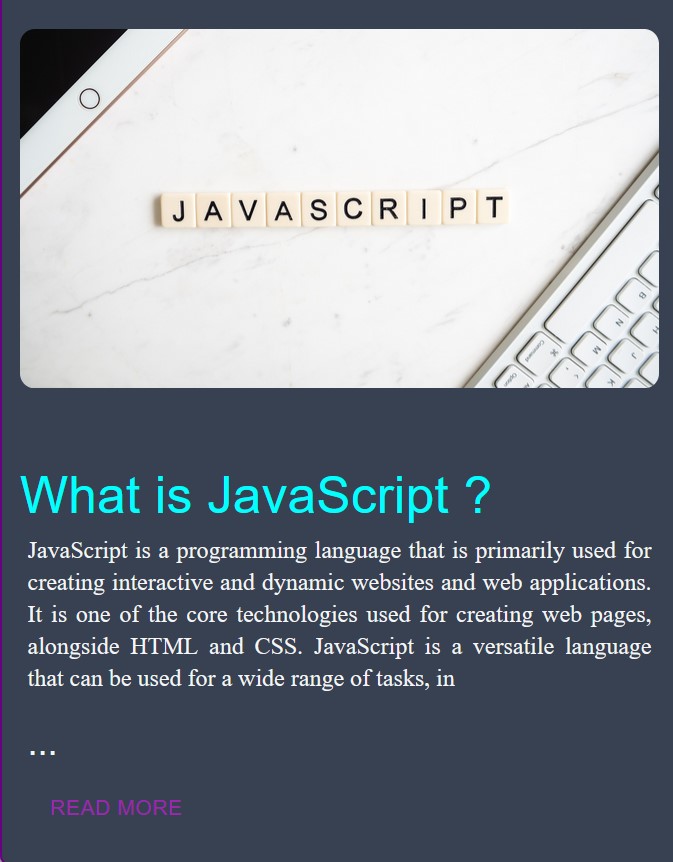 JAVASCRIPT
B
N
H
M
J
command
option
What is JavaScript ?
JavaScript is a programming language that is primarily used for
creating interactive and dynamic websites and web applications.
It is one of the core technologies used for creating web pages,
alongside HTML and CSS. JavaScript is a versatile language
that can be used for a wide range of tasks, in
...
READ MORE